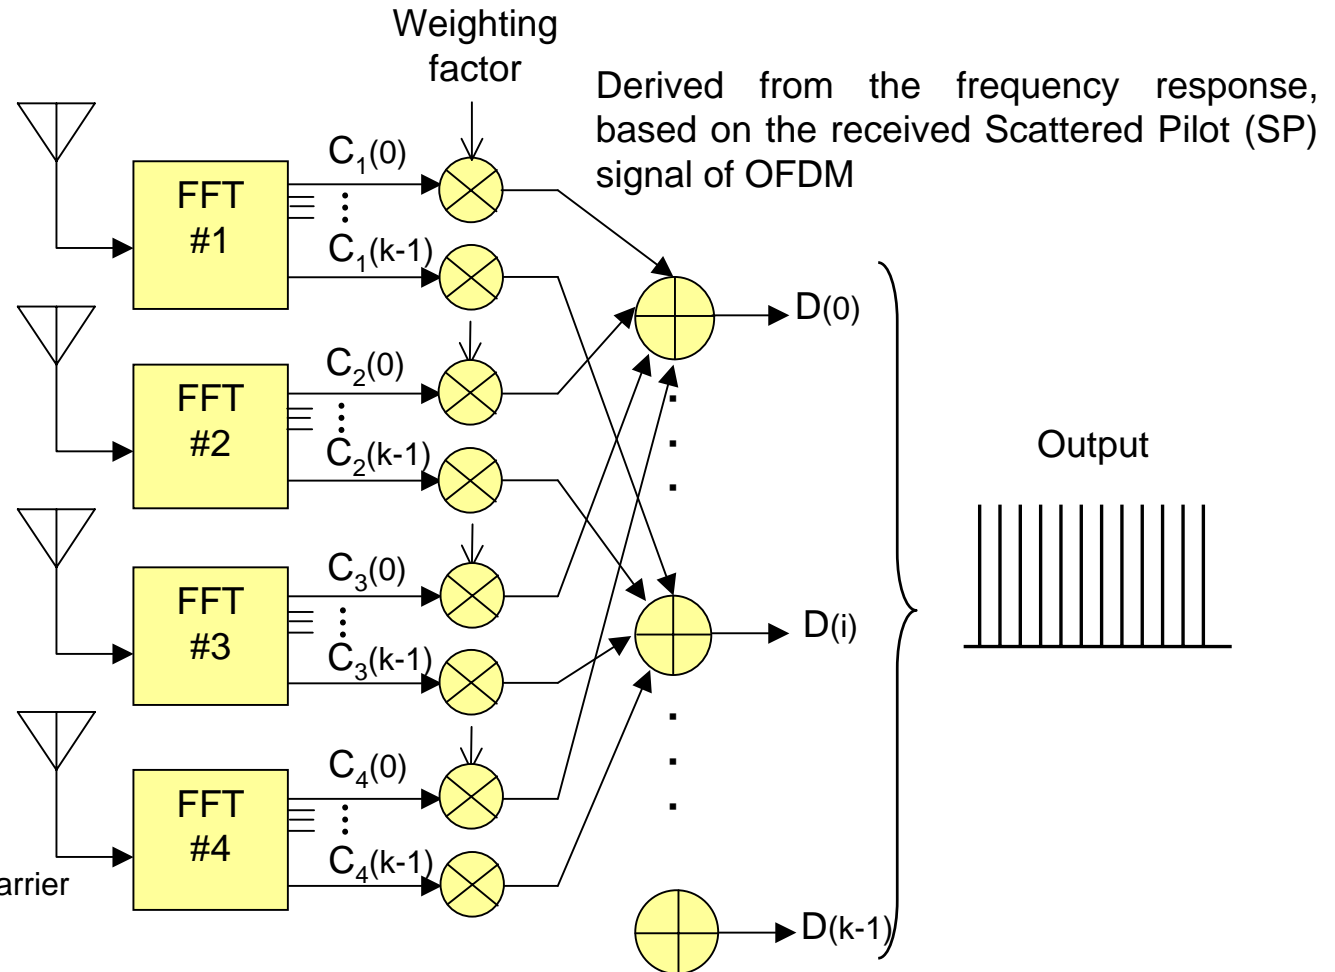 Weighting
factor
Derived from the frequency response,
based on the received Scattered Pilot (SP)
signal of OFDM
FFT
#1
C1(0)
C1(k-1)
FFT
#2
C2(0)
C2(k-1)
FFT
#3
C3(0)
C3(k-1)
FFT
#4
C4(0)
C4(k-1)
D(0)
D(i)
D(k-1)
Output
arrier